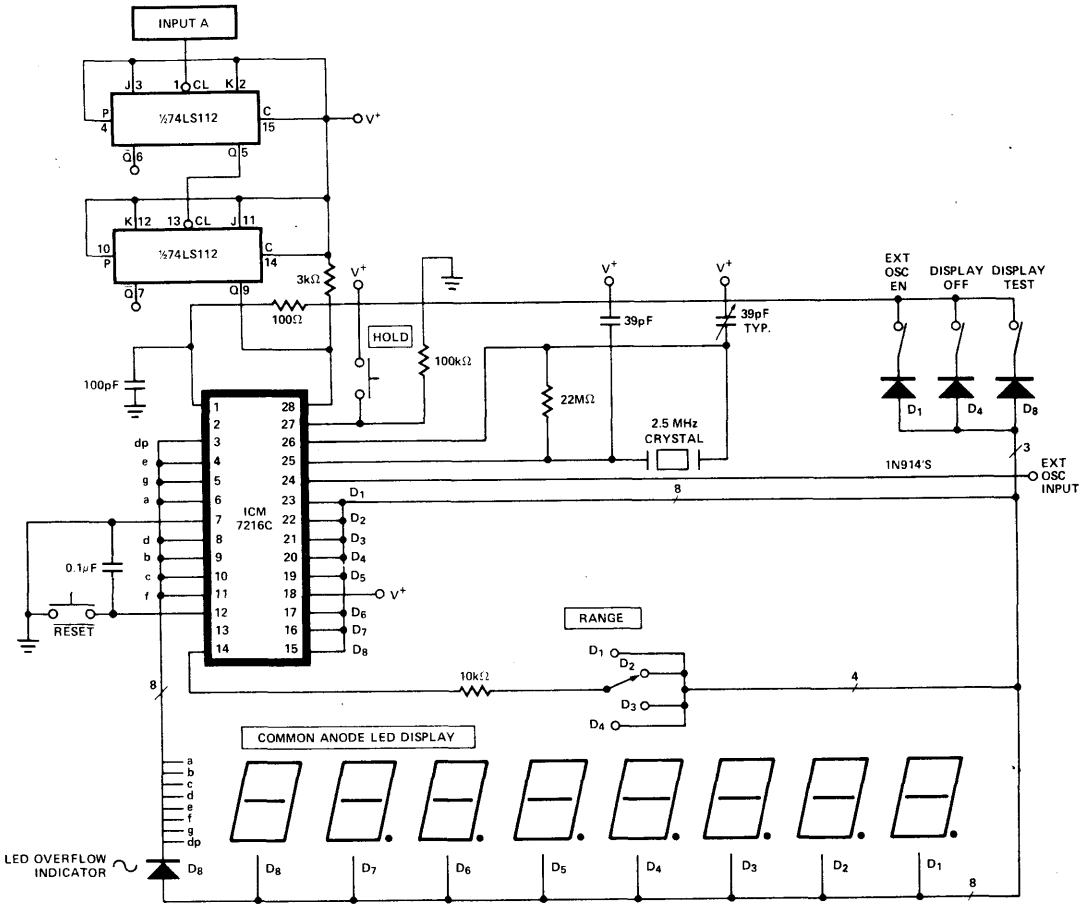 INPUT A
J 3 1 CL K 2
P
4
½74LS112
C
15
V+
Q̄ 6
Q 5
K 12 13 CL J 11
10
P
½74LS112
C
14
Q̄ 7
Q 9
3kΩ
100Ω
V+
HOLD
100kΩ
100pF
V+
39pF
V+
39pF
TYP.
22MΩ
2.5 MHz
CRYSTAL
EXT
OSC
EN
DISPLAY
OFF
DISPLAY
TEST
D1
D4
D8
3
1N914'S
EXT
OSC
INPUT
8
ICM
7216C
1 28
2 27
dp 3 26
e 4 25
g 5 24
a 6 23 D1
7 22 D2
d 8 21 D3
b 9 20 D4
c 10 19 D5
f 11 18 V+
12 17 D6
13 16 D7
14 15 D8
0.1μF
RESET
8
10kΩ
RANGE
D1
D2
D3
D4
4
COMMON ANODE LED DISPLAY
a
b
c
d
e
f
g
dp
LED OVERFLOW
INDICATOR
D8
D8 D7 D6 D5 D4 D3 D2 D1
8